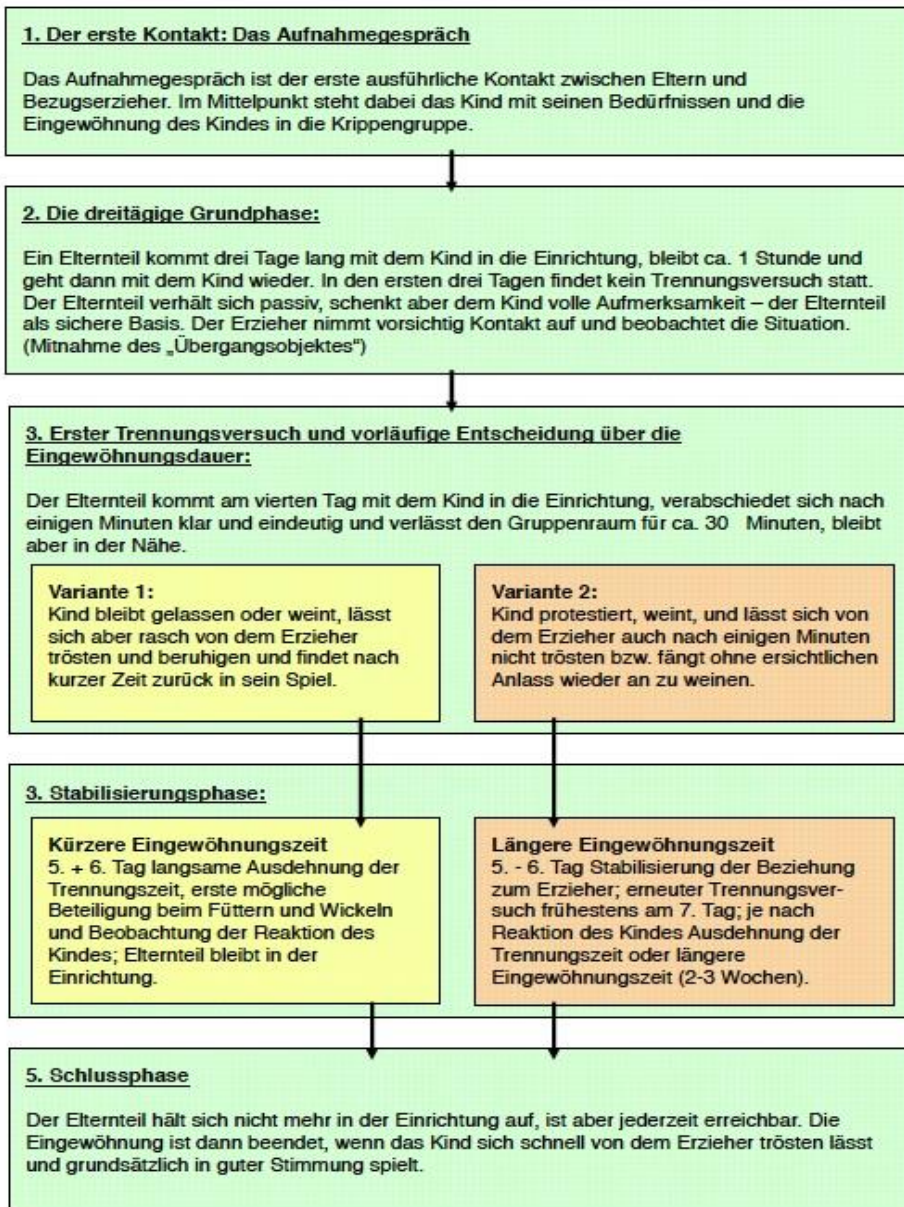 1. Der erste Kontakt: Das Aufnahmegespräch
Das Aufnahmegespräch ist der erste ausführliche Kontakt zwischen Eltern und
Bezugserzieher. Im Mittelpunkt steht dabei das Kind mit seinen Bedürfnissen und die
Eingewöhnung des Kindes in die Krippengruppe.
2. Die dreitägige Grundphase:
Ein Elternteil kommt drei Tage lang mit dem Kind in die Einrichtung, bleibt ca. 1 Stunde und
geht dann mit dem Kind wieder. In den ersten drei Tagen findet kein Trennungsversuch statt.
Der Elternteil verhält sich passiv, schenkt aber dem Kind volle Aufmerksamkeit – der Elternteil
als sichere Basis. Der Erzieher nimmt vorsichtig Kontakt auf und beobachtet die Situation.
(Mitnahme des „Übergangsobjektes“)
3. Erster Trennungsversuch und vorläufige Entscheidung über die
Eingewöhnungsdauer:
Der Elternteil kommt am vierten Tag mit dem Kind in die Einrichtung, verabschiedet sich nach
einigen Minuten klar und eindeutig und verlässt den Gruppenraum für ca. 30 Minuten, bleibt
aber in der Nähe.
Variante 1:
Kind bleibt gelassen oder weint, lässt
sich aber rasch von dem Erzieher
trösten und beruhigen und findet nach
kurzer Zeit zurück in sein Spiel.
Variante 2:
Kind protestiert, weint, und lässt sich von
dem Erzieher auch nach einigen Minuten
nicht trösten bzw. fängt ohne ersichtlichen
Anlass wieder an zu weinen.
3. Stabilisierungsphase:
Kürzere Eingewöhnungszeit
5. + 6. Tag langsame Ausdehnung der
Trennungszeit, erste mögliche
Beteiligung beim Füttern und Wickeln
und Beobachtung der Reaktion des
Kindes; Elternteil bleibt in der
Einrichtung.
Längere Eingewöhnungszeit
5. - 6. Tag Stabilisierung der Beziehung
zum Erzieher; erneuter Trennungsver-
such frühestens am 7. Tag; je nach
Reaktion des Kindes Ausdehnung der
Trennungszeit oder längere
Eingewöhnungszeit (2-3 Wochen).
5. Schlussphase
Der Elternteil hält sich nicht mehr in der Einrichtung auf, ist aber jederzeit erreichbar. Die
Eingewöhnung ist dann beendet, wenn das Kind sich schnell von dem Erzieher trösten lässt
und grundsätzlich in guter Stimmung spielt.